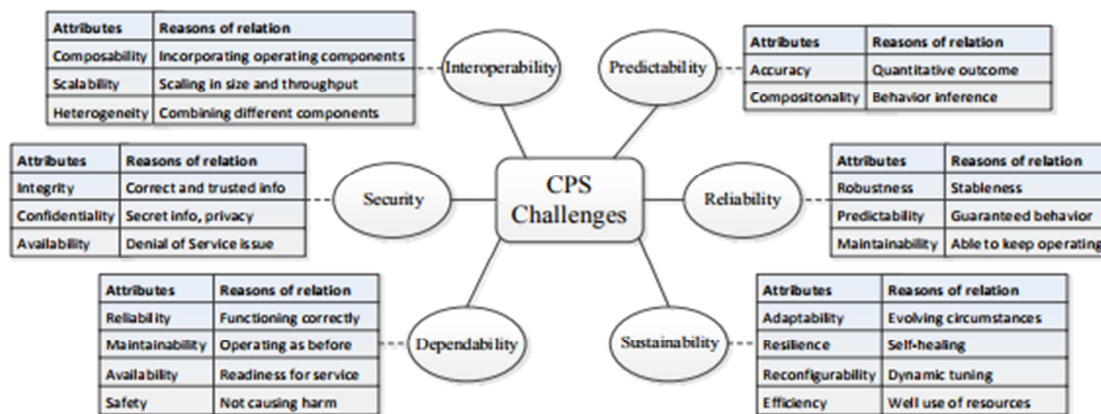 Attributes Reasons of relation
Composability Incorporating operating components
Scalability Scaling in size and throughput
Heterogeneity Combining different components
Interoperability
Predictability
Attributes Reasons of relation
Accuracy Quantitative outcome
Compositonality Behavior inference
Attributes Reasons of relation
Integrity Correct and trusted info
Confidentiality Secret info, privacy
Availability Denial of Service issue
Security
CPS
Challenges
Reliability
Attributes Reasons of relation
Robustness Stableness
Predictability Guaranteed behavior
Maintainability Able to keep operating
Attributes Reasons of relation
Reliability Functioning correctly
Maintainability Operating as before
Availability Readiness for service
Safety Not causing harm
Dependability
Sustainability
Attributes Reasons of relation
Adaptability Evolving circumstances
Resilience Self-healing
Reconfigurability Dynamic tuning
Efficiency Well use of resources